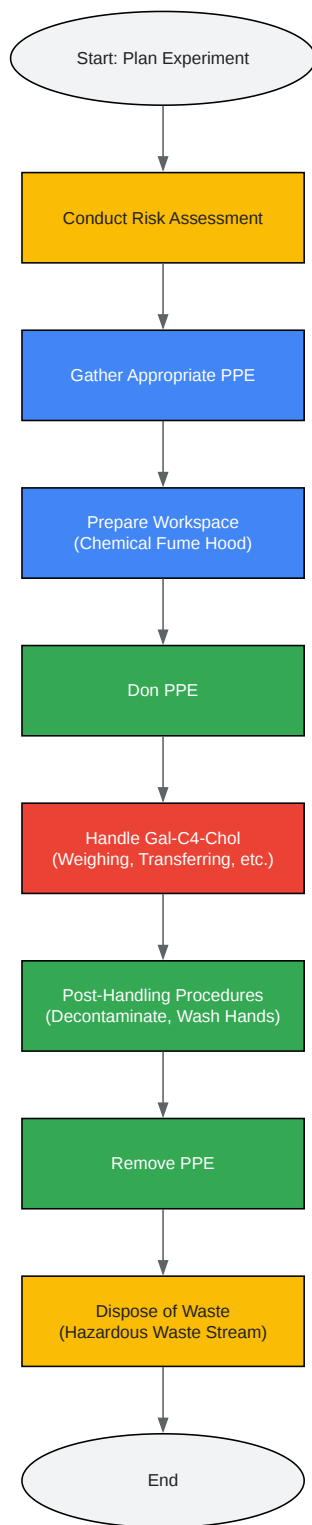 Start: Plan Experiment
Conduct Risk Assessment
Gather Appropriate PPE
Prepare Workspace
(Chemical Fume Hood)
Don PPE
Handle Gal-C4-Chol
(Weighing, Transferring, etc.)
Post-Handling Procedures
(Decontaminate, Wash Hands)
Remove PPE
Dispose of Waste
(Hazardous Waste Stream)
End